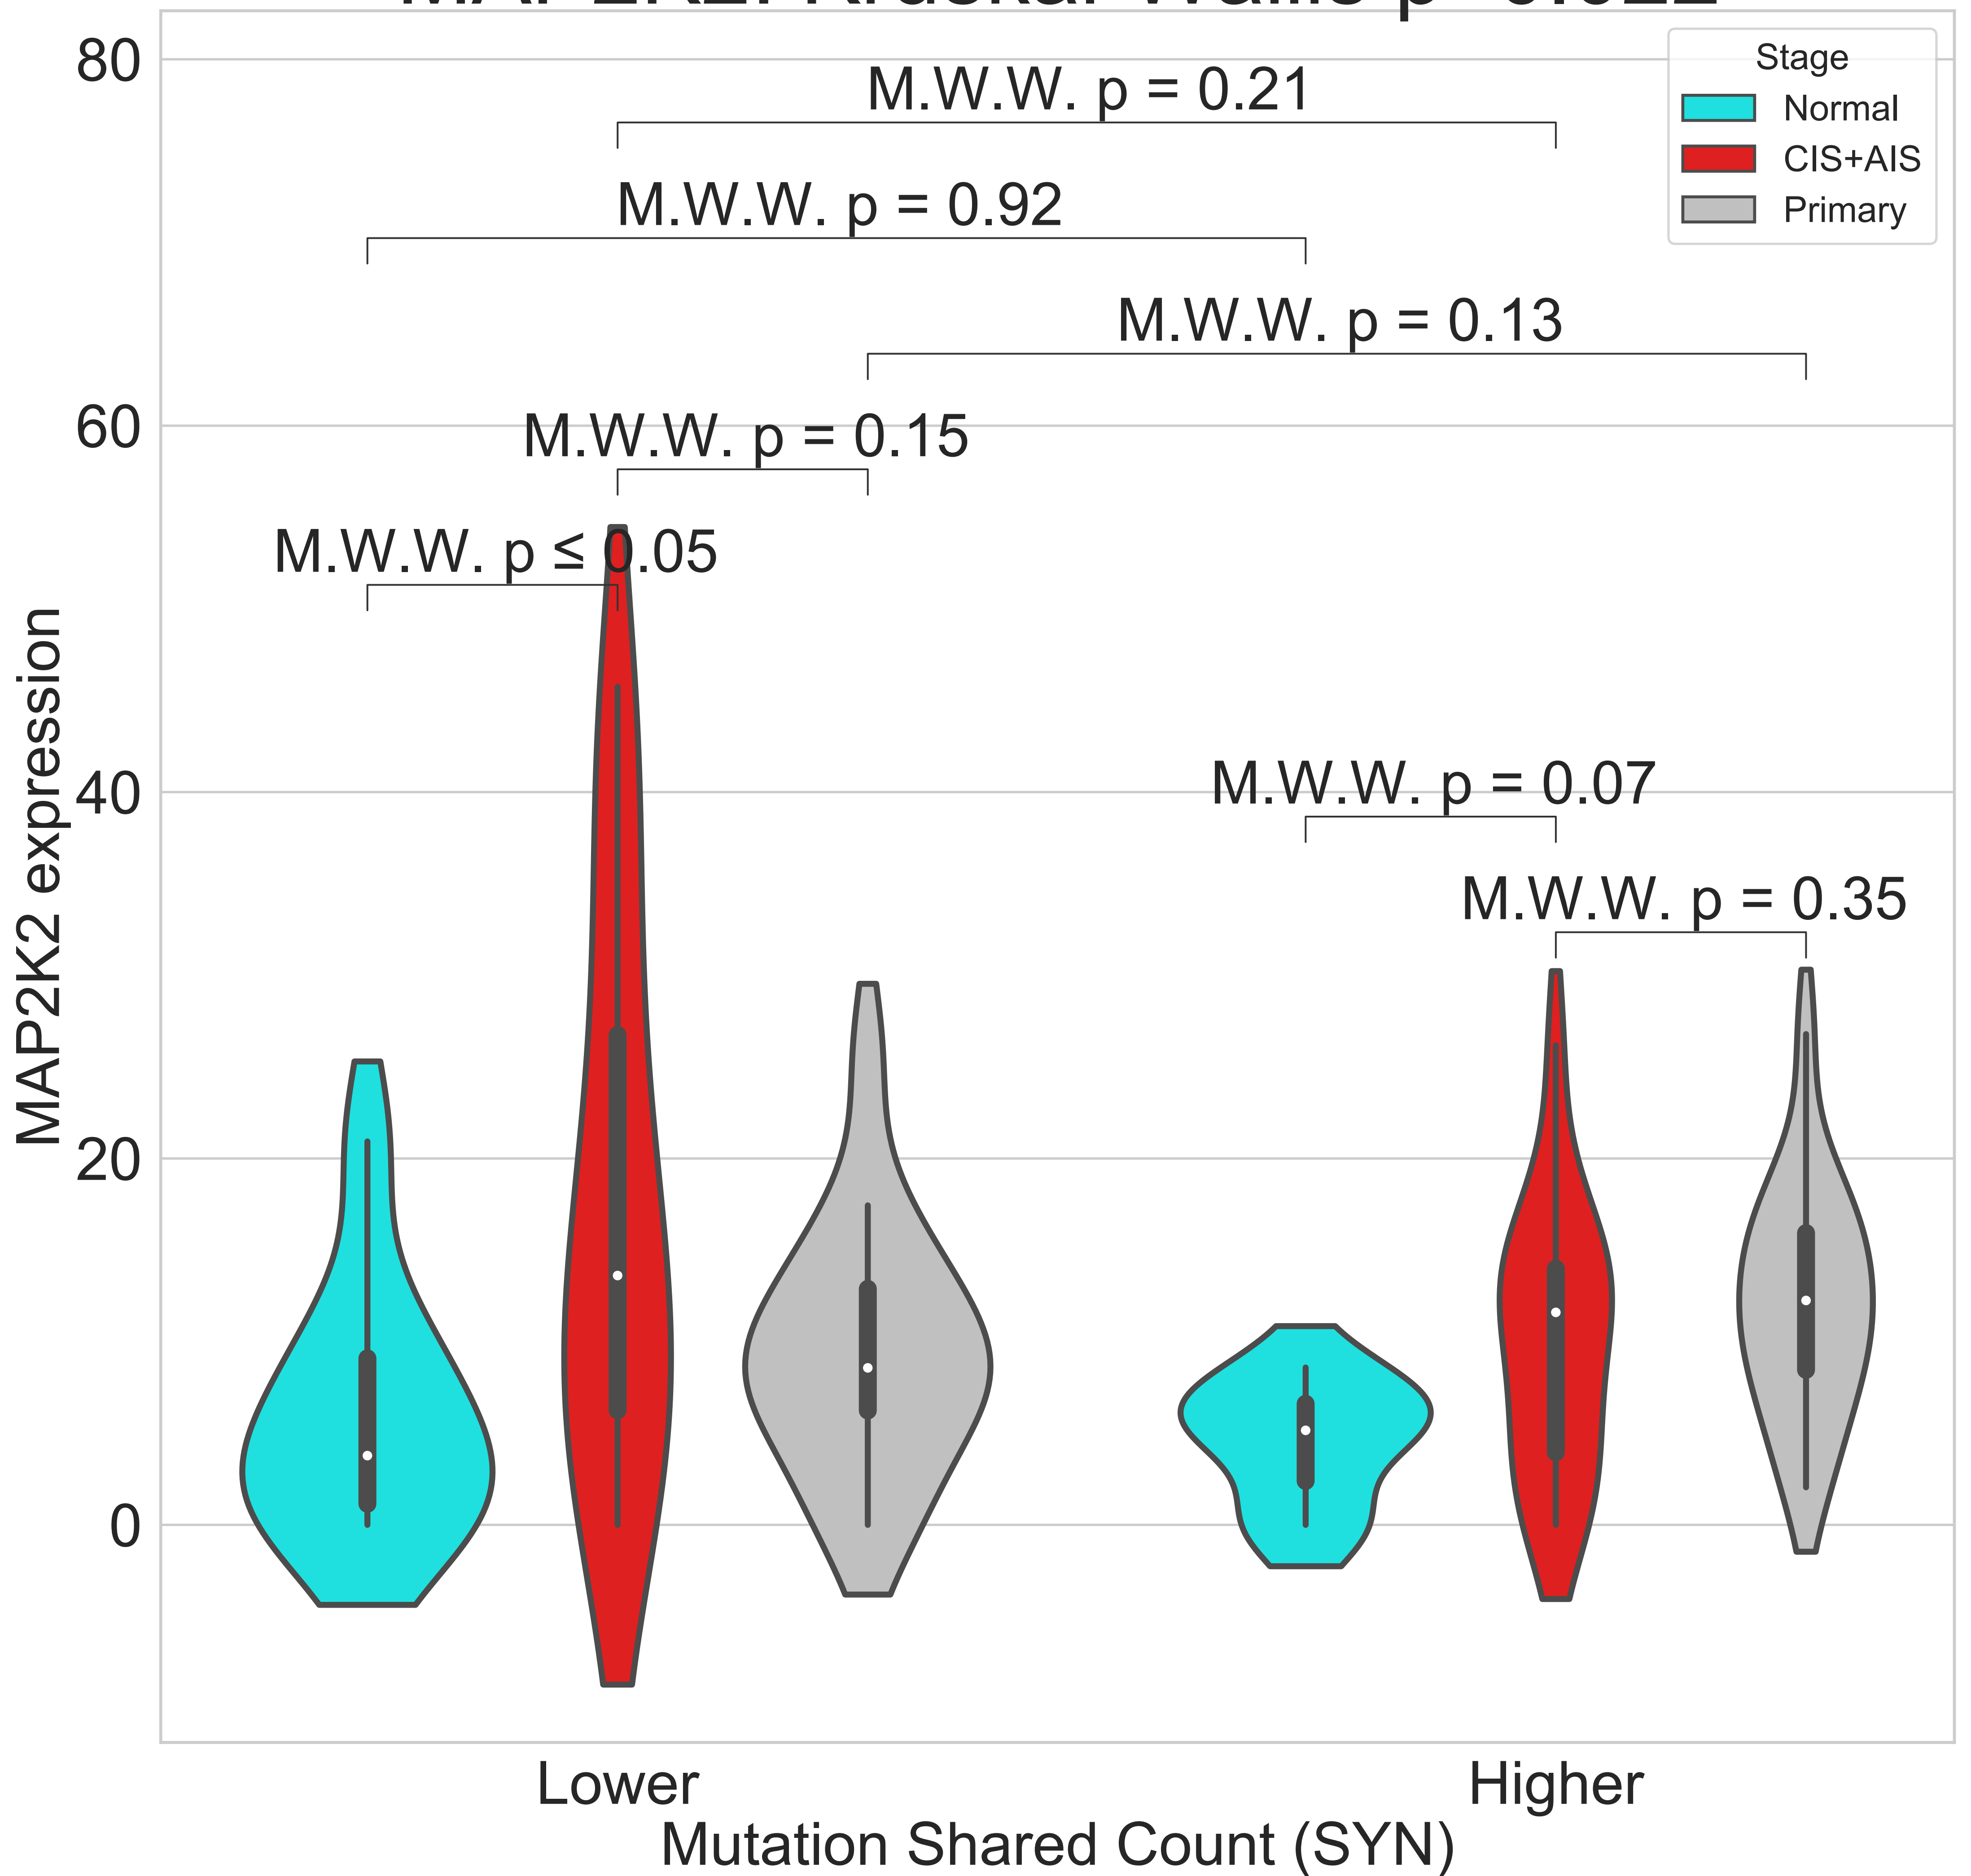 80
M.W.W. p = 0.21
M.W.W. p = 0.92
M.W.W. p = 0.13
60
M.W.W. p = 0.15
M.W.W. p ≤ 0.05
40
M.W.W. p = 0.07
M.W.W. p = 0.35
20
0
MAP2K2 expression
Stage
Normal
CIS+AIS
Primary
Lower
Higher
Mutation Shared Count (SYN)